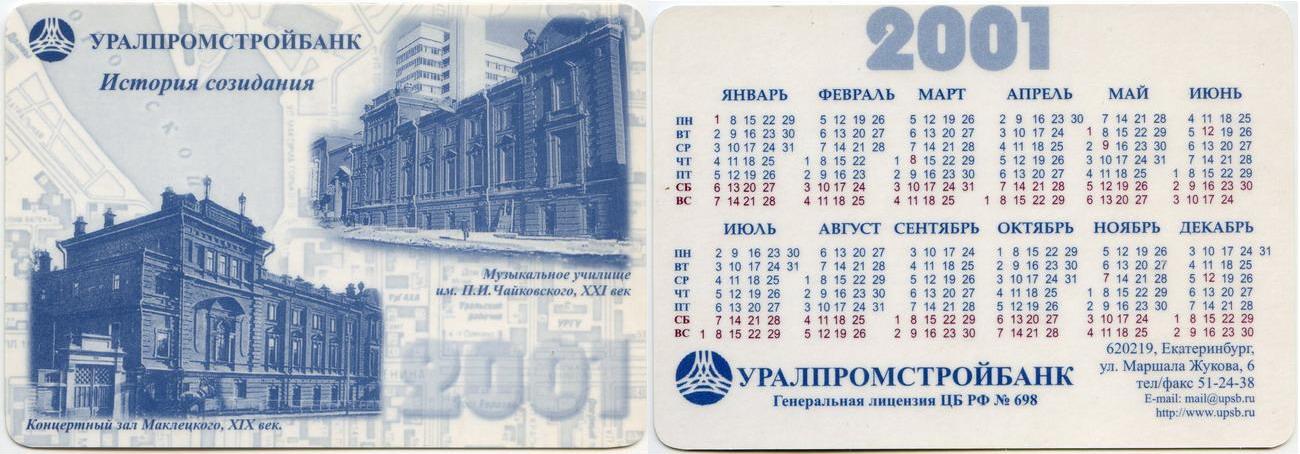 УРАЛПРОМСТРОЙБАНК
История созидания
Музыкальное училище
им. П.И.Чайковского, XXI век
УрГАХА
УРГУ
2001
Концертный зал Маклецкого, XIX век.
2001
ЯНВАРЬ ФЕВРАЛЬ МАРТ АПРЕЛЬ МАЙ ИЮНЬ
ПН 1 8 15 22 29 5 12 19 26 5 12 19 26 2 9 16 23 30 7 14 21 28 4 11 18 25
ВТ 2 9 16 23 30 6 13 20 27 6 13 20 27 3 10 17 24 1 8 15 22 29 5 12 19 26
СР 3 10 17 24 31 7 14 21 28 7 14 21 28 4 11 18 25 2 9 16 23 30 6 13 20 27
ЧТ 4 11 18 25 1 8 15 22 1 8 15 22 29 5 12 19 26 3 10 17 24 31 7 14 21 28
ПТ 5 12 19 26 2 9 16 23 2 9 16 23 30 6 13 20 27 4 11 18 25 1 8 15 22 29
СБ 6 13 20 27 3 10 17 24 3 10 17 24 31 7 14 21 28 5 12 19 26 2 9 16 23 30
ВС 7 14 21 28 4 11 18 25 4 11 18 25 1 8 15 22 29 6 13 20 27 3 10 17 24
ИЮЛЬ АВГУСТ СЕНТЯБРЬ ОКТЯБРЬ НОЯБРЬ ДЕКАБРЬ
ПН 2 9 16 23 30 6 13 20 27 3 10 17 24 1 8 15 22 29 5 12 19 26 3 10 17 24 31
ВТ 3 10 17 24 31 7 14 21 28 4 11 18 25 2 9 16 23 30 6 13 20 27 4 11 18 25
СР 4 11 18 25 1 8 15 22 29 5 12 19 26 3 10 17 24 31 7 14 21 28 5 12 19 26
ЧТ 5 12 19 26 2 9 16 23 30 6 13 20 27 4 11 18 25 1 8 15 22 29 6 13 20 27
ПТ 6 13 20 27 3 10 17 24 31 7 14 21 28 5 12 19 26 2 9 16 23 30 7 14 21 28
СБ 7 14 21 28 4 11 18 25 1 8 15 22 29 6 13 20 27 3 10 17 24 1 8 15 22 29
ВС 1 8 15 22 29 5 12 19 26 2 9 16 23 30 7 14 21 28 4 11 18 25 2 9 16 23 30
УРАЛПРОМСТРОЙБАНК
Генеральная лицензия ЦБ РФ № 698
620219, Екатеринбург,
ул. Маршала Жукова, 6
тел/факс 51-24-38
E-mail: mail@upsb.ru
http://www.upsb.ru